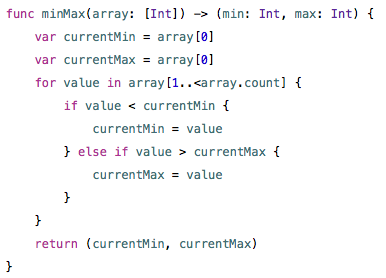 func minMax(array: [Int]) -> (min: Int, max: Int) {
    var currentMin = array[0]
    var currentMax = array[0]
    for value in array[1..<array.count] {
        if value < currentMin {
            currentMin = value
        } else if value > currentMax {
            currentMax = value
        }
    }
    return (currentMin, currentMax)
}